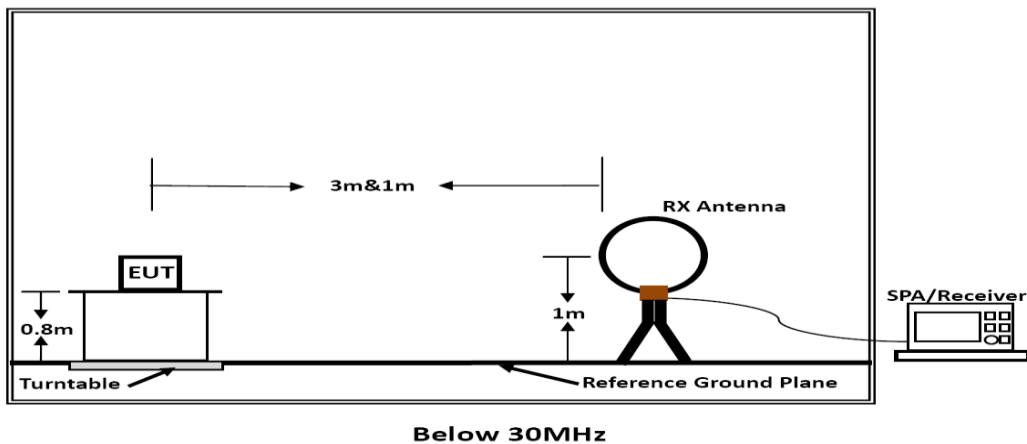 3m&1m
RX Antenna
EUT
SPA/Receiver
0.8m
1m
Turntable
Reference Ground Plane
Below 30MHz